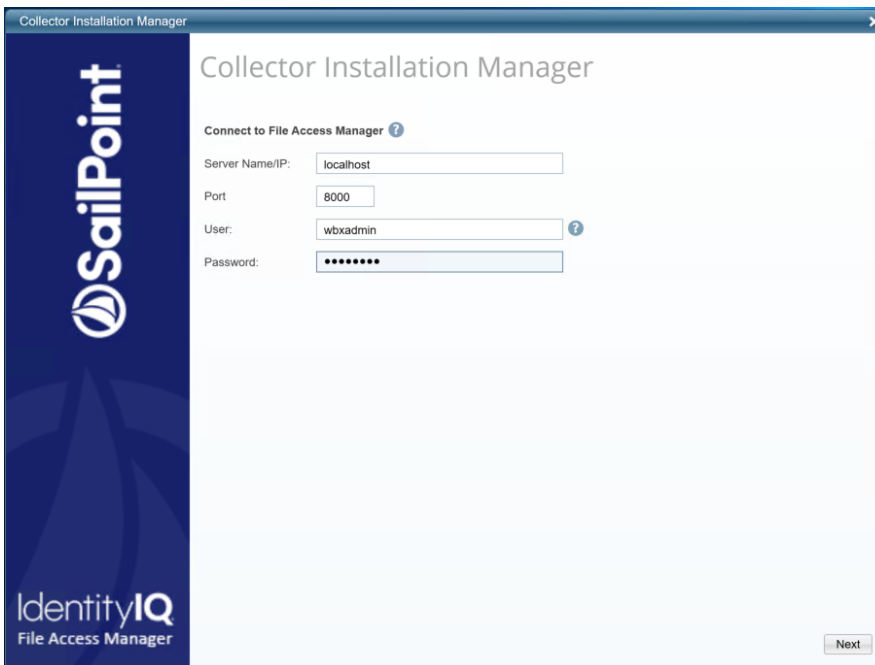 Collector Installation Manager
SailPoint
Collector Installation Manager
Connect to File Access Manager ?
Server Name/IP: localhost
Port 8000
User: wbxadmin ?
Password: ••••••••
IdentityIQ
File Access Manager
Next